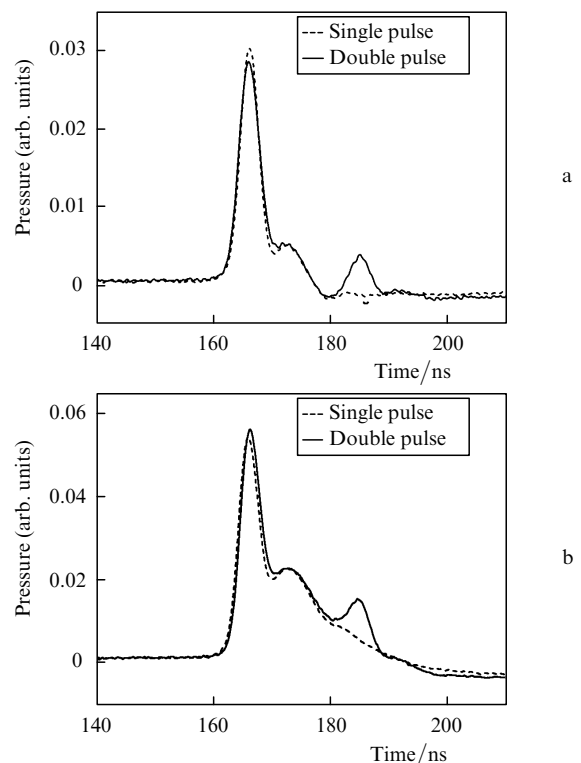 Single pulse
Double pulse
Pressure (arb. units)
0.03
0.02
0.01
0
140
160
180
200
Time/ns
a
Single pulse
Double pulse
Pressure (arb. units)
0.06
0.04
0.02
0
140
160
180
200
Time/ns
b